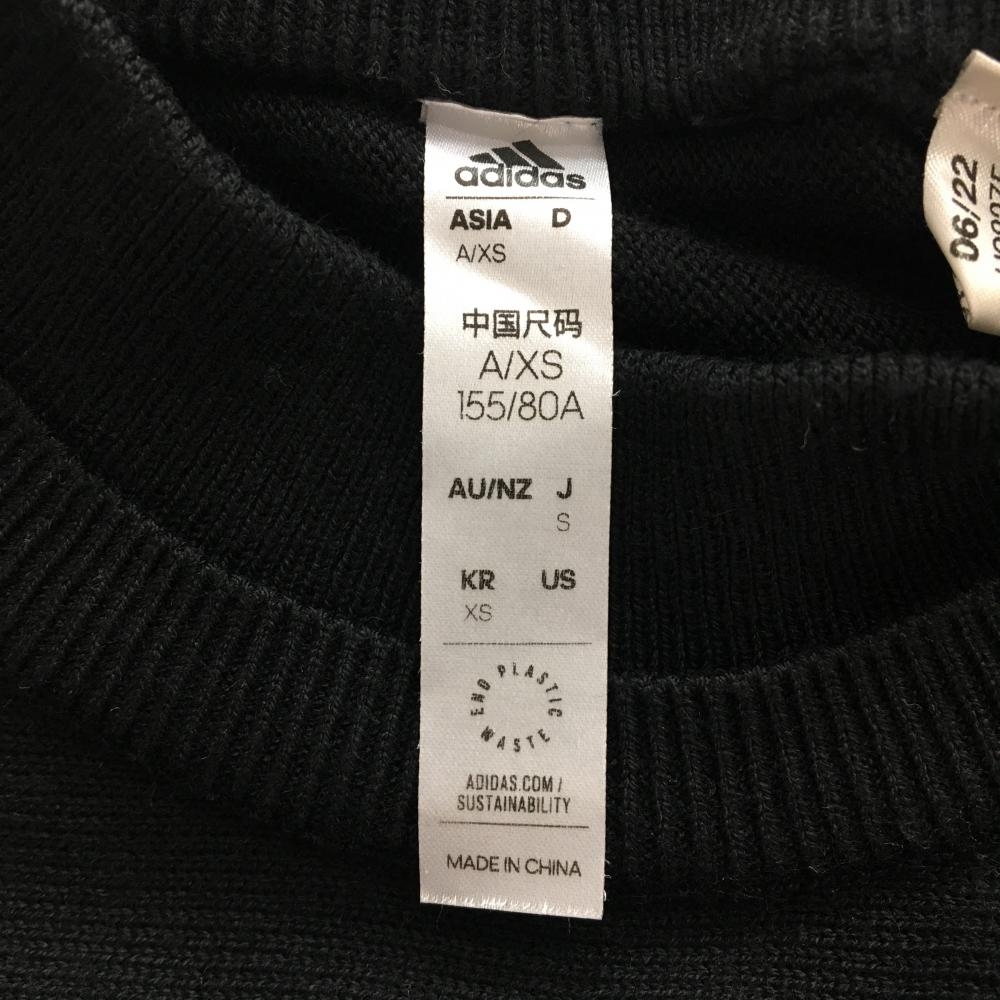 adidas
ASIA D
A/XS
中国尺码
A/XS
155/80A
AU/NZ J
S
KR US
XS
END PLASTIC WASTE
ADIDAS.COM/
SUSTAINABILITY
MADE IN CHINA
06/22